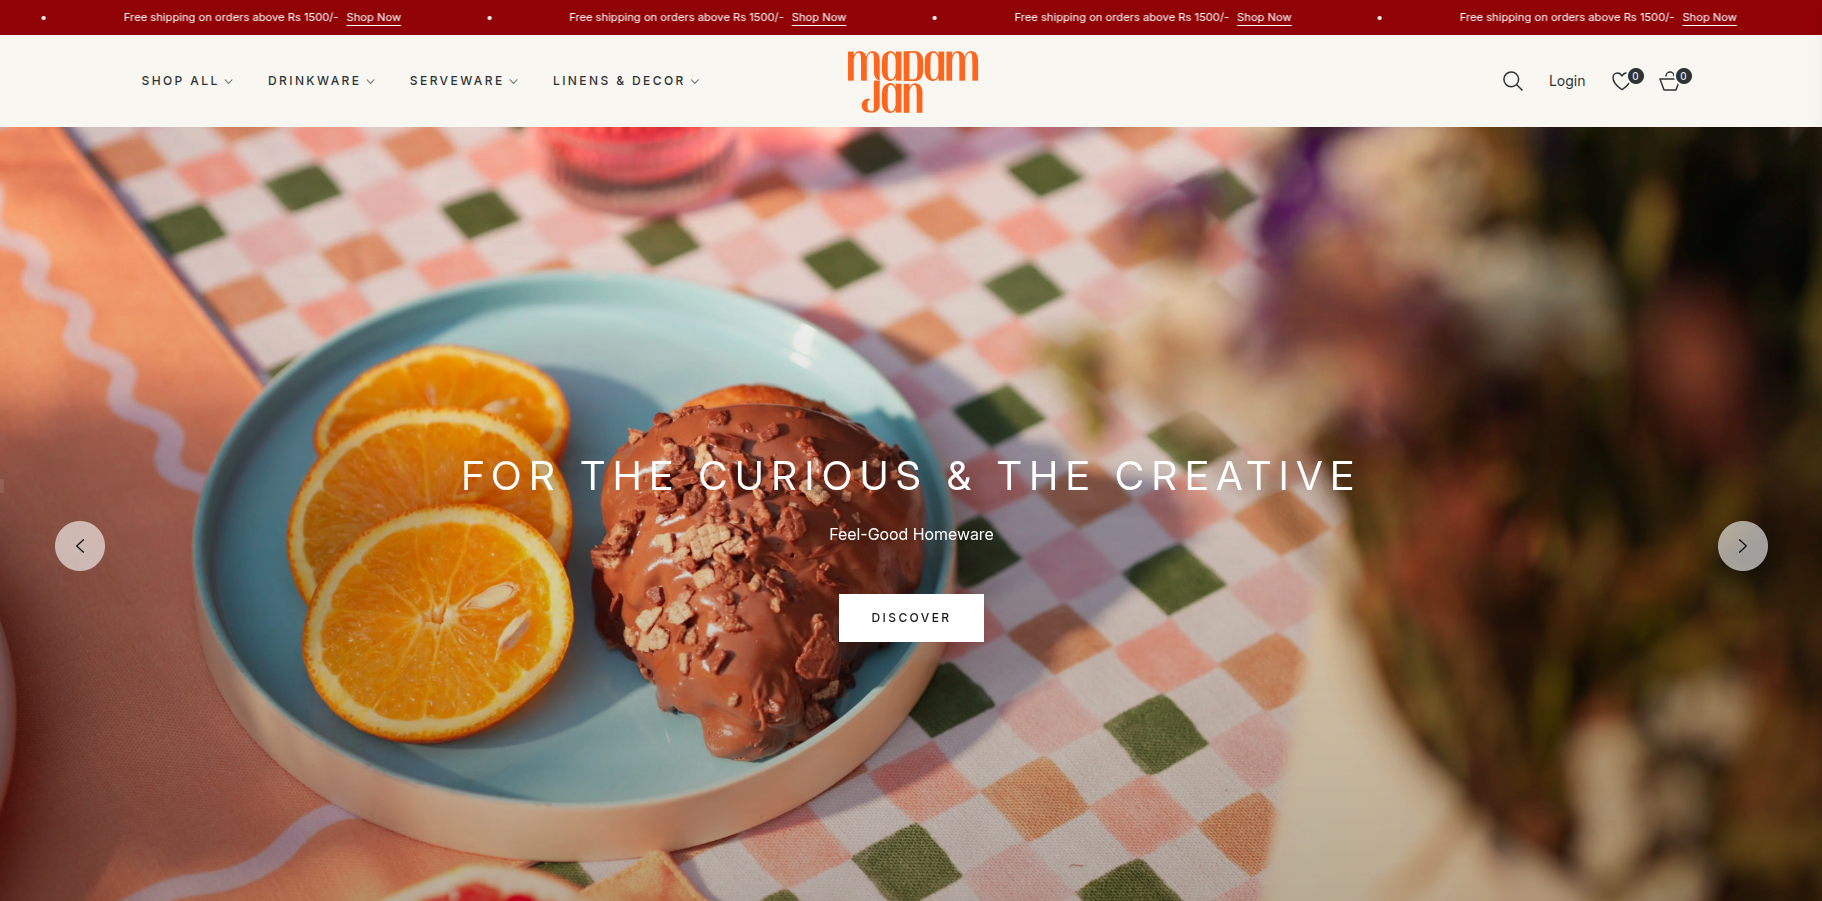 Free shipping on orders above Rs 1500/- Shop Now
Free shipping on orders above Rs 1500/- Shop Now
Free shipping on orders above Rs 1500/- Shop Now
Free shipping on orders above Rs 1500/- Shop Now
SHOP ALL
DRINKWARE
SERVEWARE
LINENS & DECOR
maDam
Jan
Login
0
0
FOR THE CURIOUS & THE CREATIVE
Feel-Good Homeware
DISCOVER